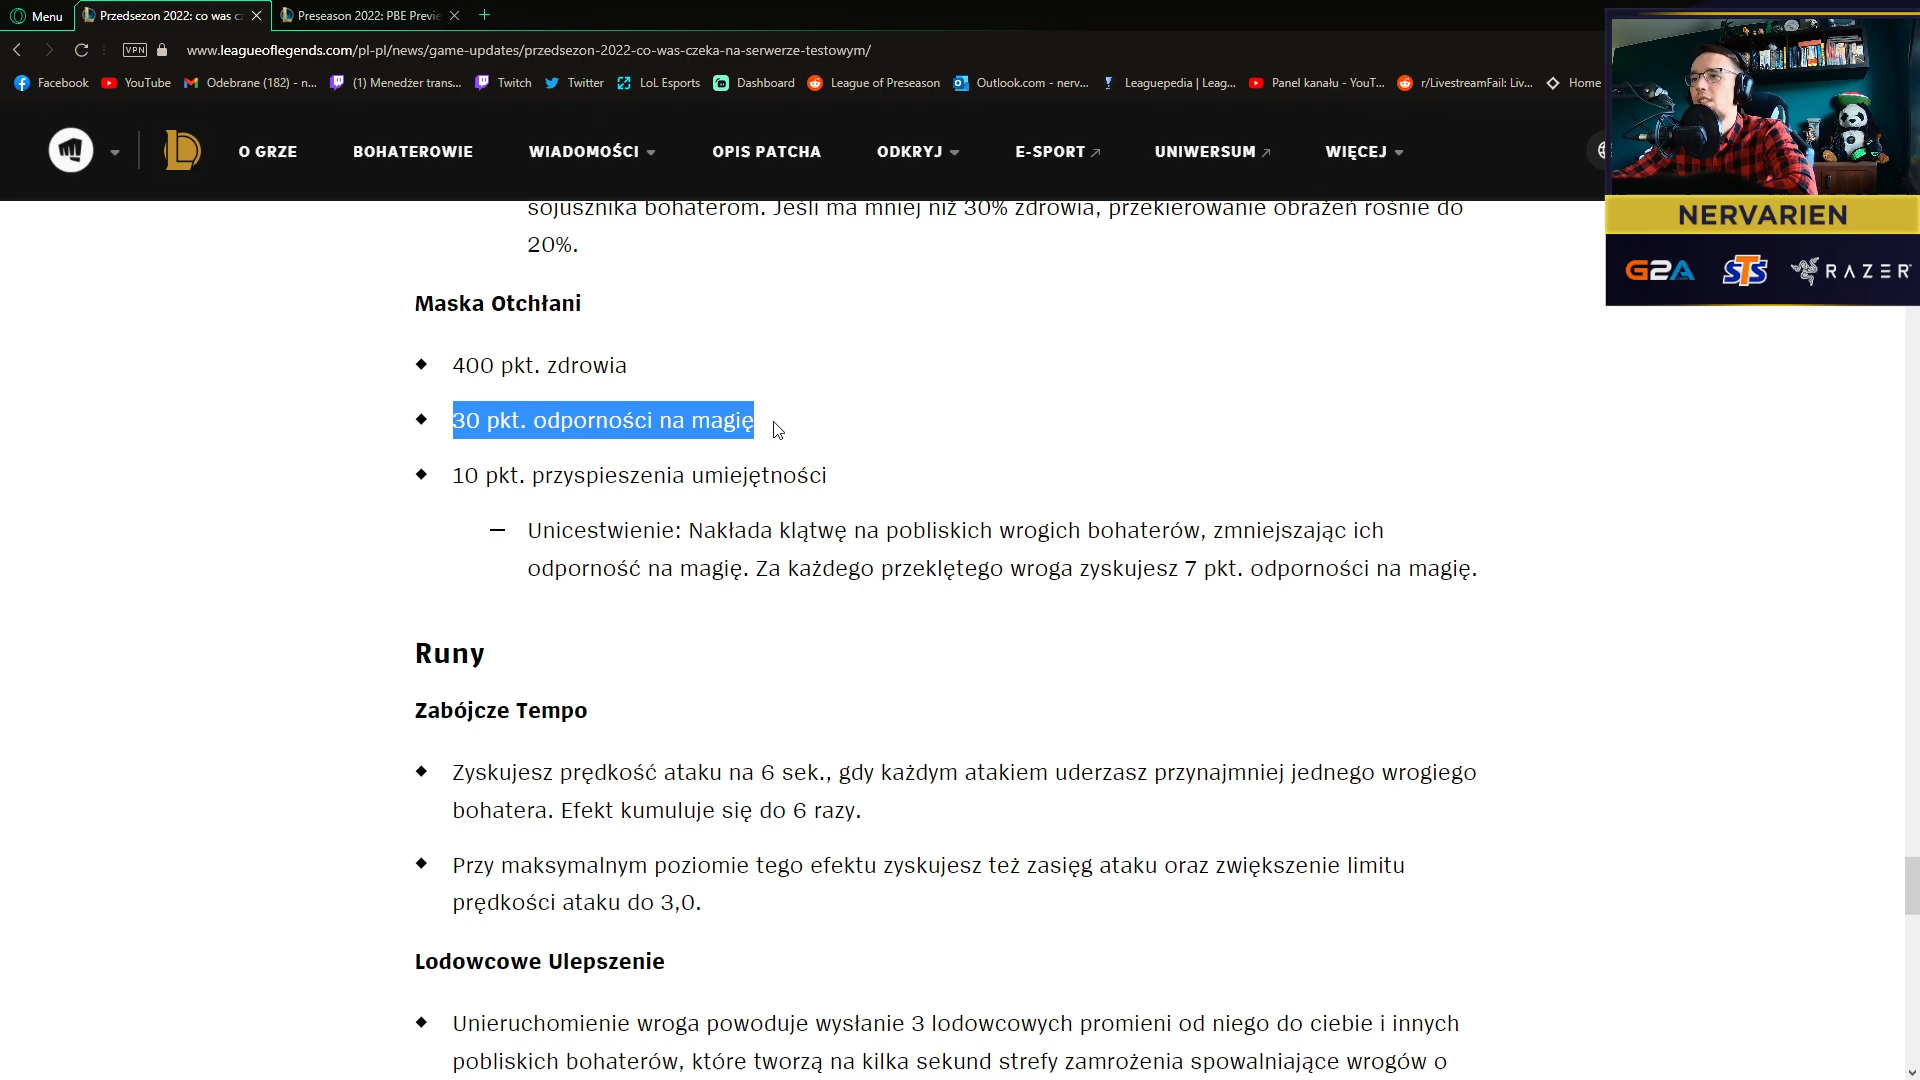 Menu
Przedsezon 2022: co was cz
Preseason 2022: PBE Previe
VPN
www.leagueoflegends.com/pl-pl/news/game-updates/przedsezon-2022-co-was-czeka-na-serwerze-testowym/
Facebook
YouTube
Odebrane (182) - n...
(1) Menedżer trans...
Twitch
Twitter
LoL Esports
Dashboard
League of Preseason
Outlook.com - nerv...
Leaguepedia | Leag...
Panel kanału - YouT...
r/LivestreamFail: Liv...
Home
O GRZE
BOHATEROWIE
WIADOMOŚCI
OPIS PATCHA
ODKRYJ
E-SPORT
UNIWERSUM
WIĘCEJ
NERVARIEN
G2A
STS
RAZER
sojusznika bohaterom. Jeśli ma mniej niż 30% zdrowia, przekierowanie obrażeń rośnie do
20%.
Maska Otchłani
400 pkt. zdrowia
30 pkt. odporności na magię
10 pkt. przyspieszenia umiejętności
— Unicestwienie: Nakłada klątwę na pobliskich wrogich bohaterów, zmniejszając ich
odporność na magię. Za każdego przeklętego wroga zyskujesz 7 pkt. odporności na magię.
Runy
Zabójcze Tempo
Zyskujesz prędkość ataku na 6 sek., gdy każdym atakiem uderzasz przynajmniej jednego wrogiego
bohatera. Efekt kumuluje się do 6 razy.
Przy maksymalnym poziomie tego efektu zyskujesz też zasięg ataku oraz zwiększenie limitu
prędkości ataku do 3,0.
Lodowcowe Ulepszenie
Unieruchomienie wroga powoduje wysłanie 3 lodowcowych promieni od niego do ciebie i innych
pobliskich bohaterów, które tworzą na kilka sekund strefy zamrożenia spowalniające wrogów o